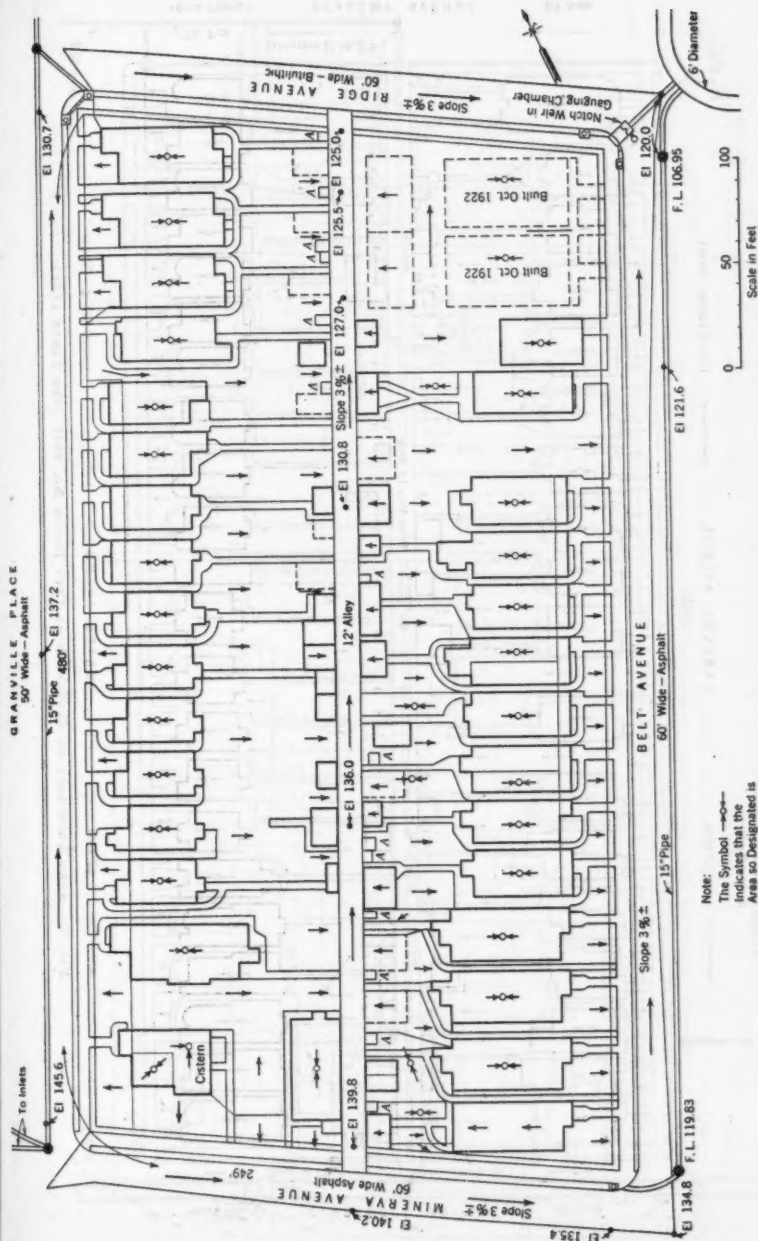 GRANVILLE PLACE
50' Wide – Asphalt
To Inlets
El 145.6
15" Pipe
480'
El 137.2
El 130.7
RIDGE AVENUE
60' Wide – Bitulithic
Slope 3%±
Notch Weir in
Gauging Chamber
6' Diameter
El 120.0
F.L. 106.95
Cistern
A
A
A
A
A
El 125.0
El 125.5
El 127.0
Slope 3%±
El 130.8
12' Alley
El 136.0
El 139.8
A
A
A
A
A
A
A
A
Built Oct. 1922
Built Oct. 1922
249'
MINERVA AVENUE
60' Wide Asphalt
Slope 3%±
El 140.2
El 135.4
El 134.8
F.L. 119.83
Slope 3%±
BELT AVENUE
60' Wide – Asphalt
15" Pipe
El 121.6
0 50 100
Scale in Feet
Note:
The Symbol
Indicates that the
Area so Designated is